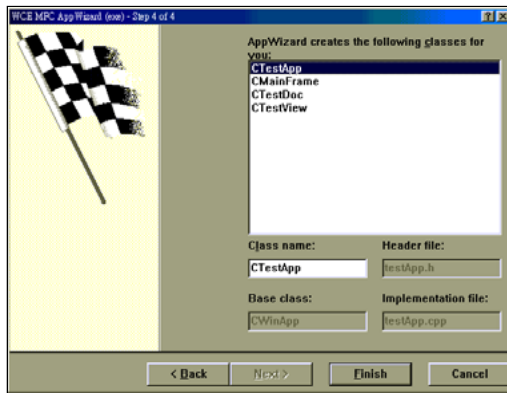 WCE MFC AppWizard (exe) - Step 4 of 4
AppWizard creates the following classes for
you:
CTestApp
CMainFrame
CTestDoc
CTestView
Class name:
Header file:
CTestApp
testApp.h
Base class:
Implementation file:
CWinApp
testApp.cpp
< Back
Next >
Finish
Cancel